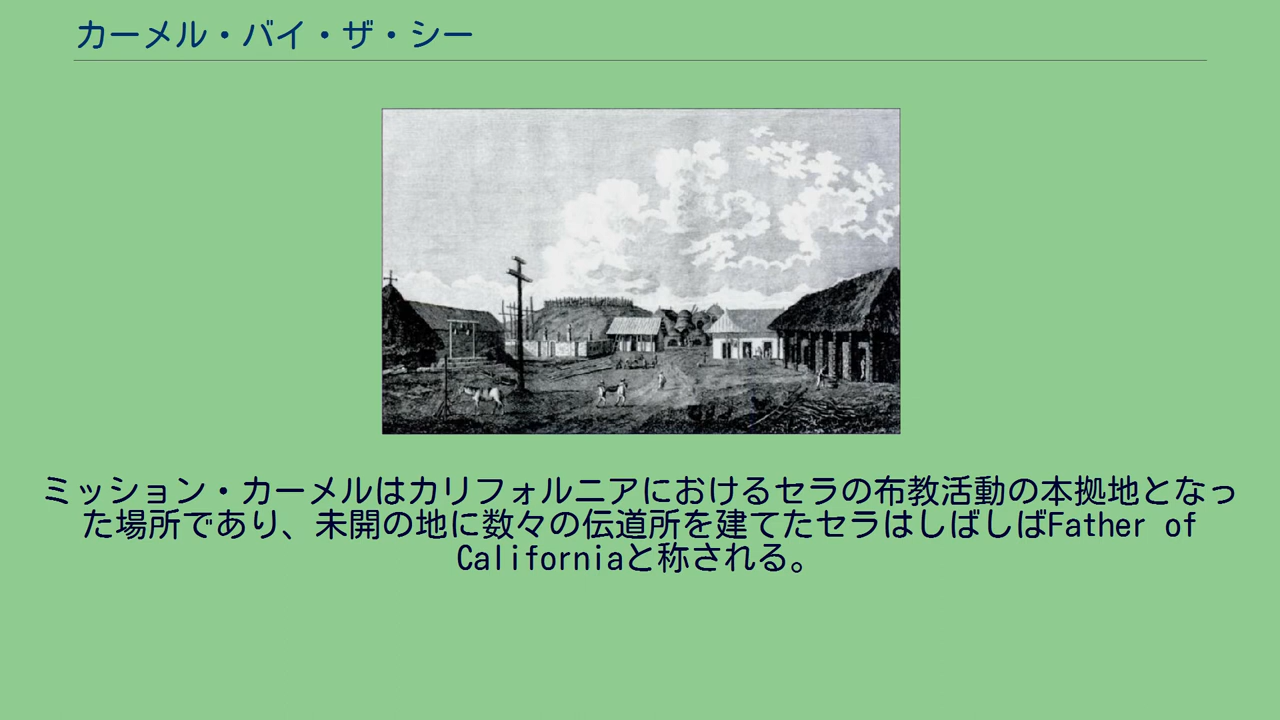 カーメル・バイ・ザ・シー
ミッション・カーメルはカリフォルニアにおけるセラの布教活動の本拠地となっ
た場所であり、未開の地に数々の伝道所を建てたセラはしばしばFather of
Californiaと称される。